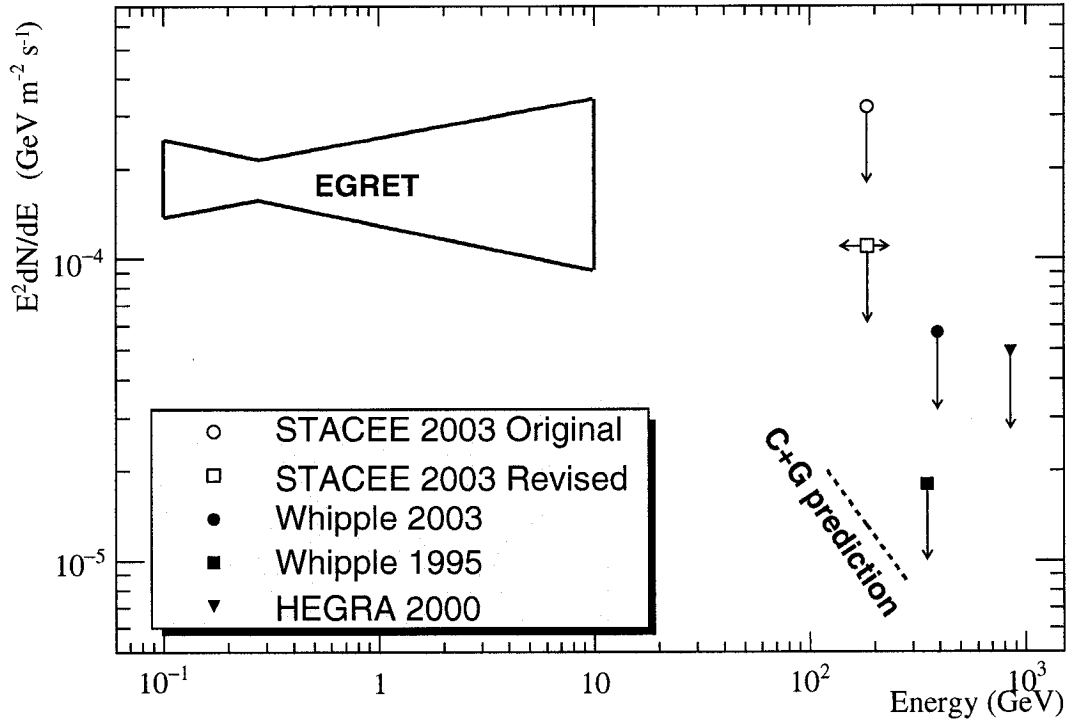 E²dN/dE (GeV m⁻² s⁻¹)
10⁻⁴
10⁻⁵
EGRET
C+G prediction
STACEE 2003 Original
STACEE 2003 Revised
Whipple 2003
Whipple 1995
HEGRA 2000
10⁻¹ 1 10 10² 10³
Energy (GeV)